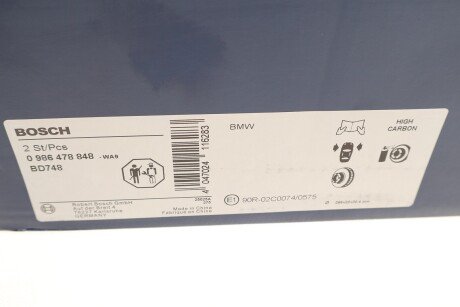 BOSCH
2 St/Pcs
0 986 478 848 -WA9
BD748
BMW
HIGH
CARBON
4 047024 116283
Robert Bosch GmbH
Auf der Breit 4
76227 Karlsruhe
GERMANY
Made in China
Fabriqué en Chine
E1 90R-02C0074/0575